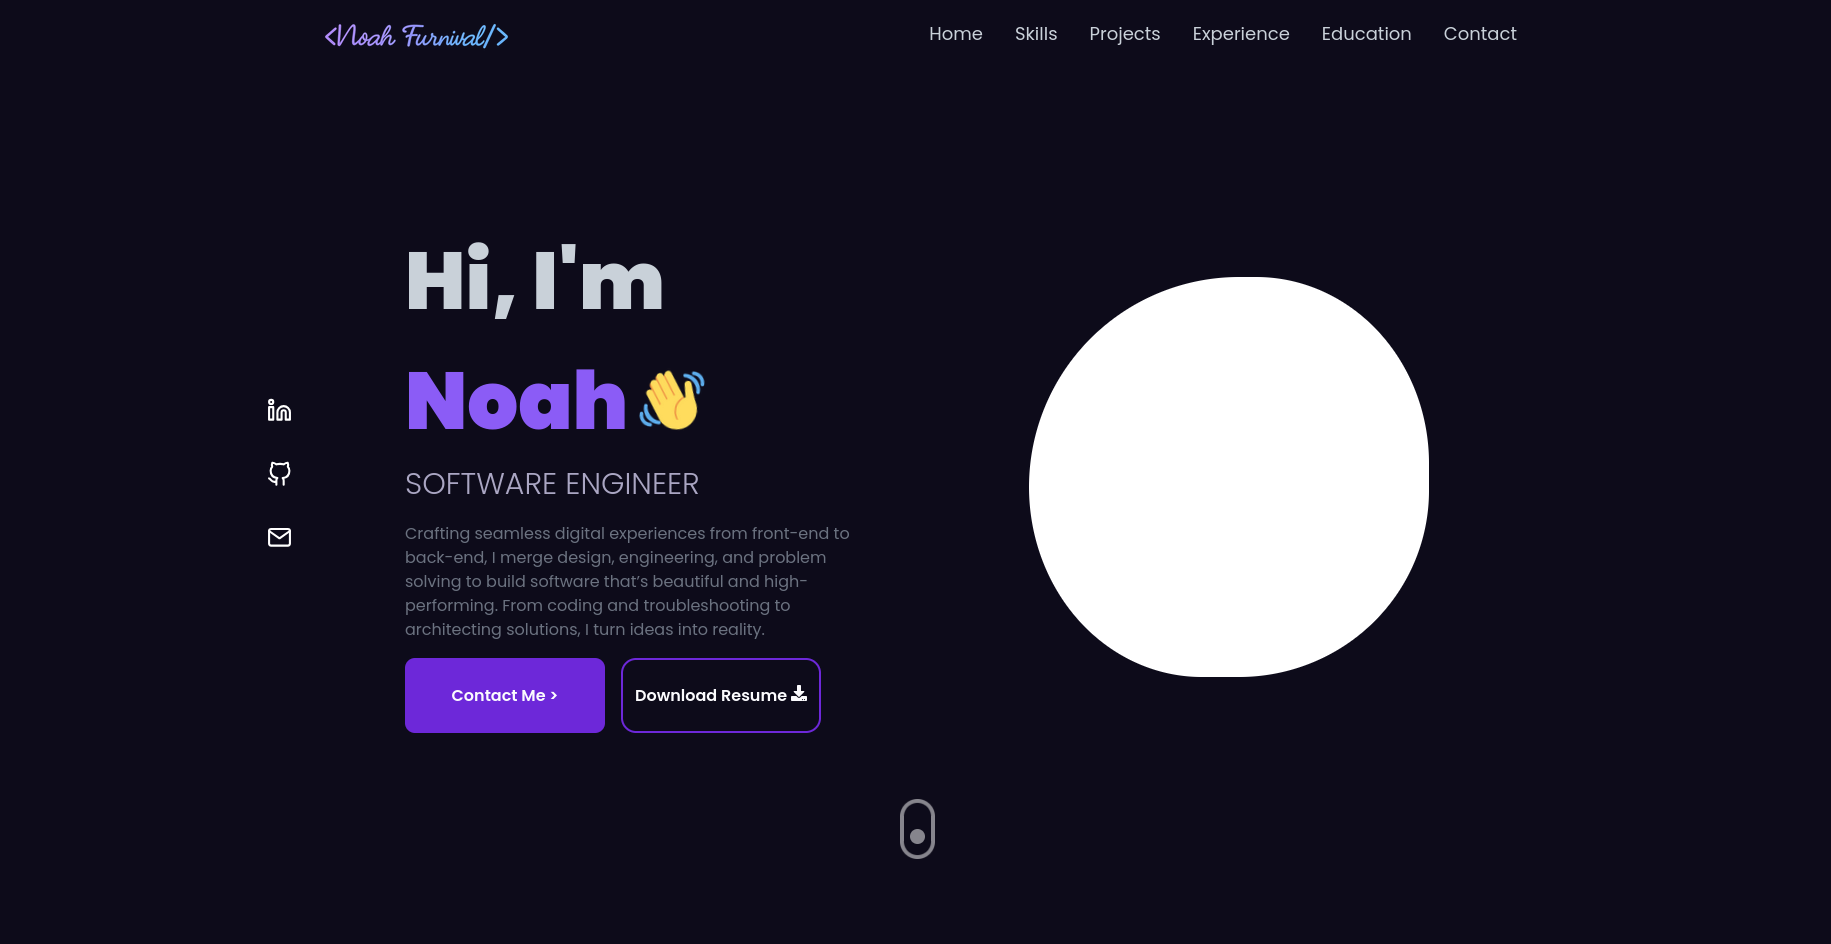 <Noah Furnival/>
Home Skills Projects Experience Education Contact
Hi, I'm
Noah👋
SOFTWARE ENGINEER
Crafting seamless digital experiences from front-end to
back-end, I merge design, engineering, and problem
solving to build software that’s beautiful and high-
performing. From coding and troubleshooting to
architecting solutions, I turn ideas into reality.
Contact Me >
Download Resume